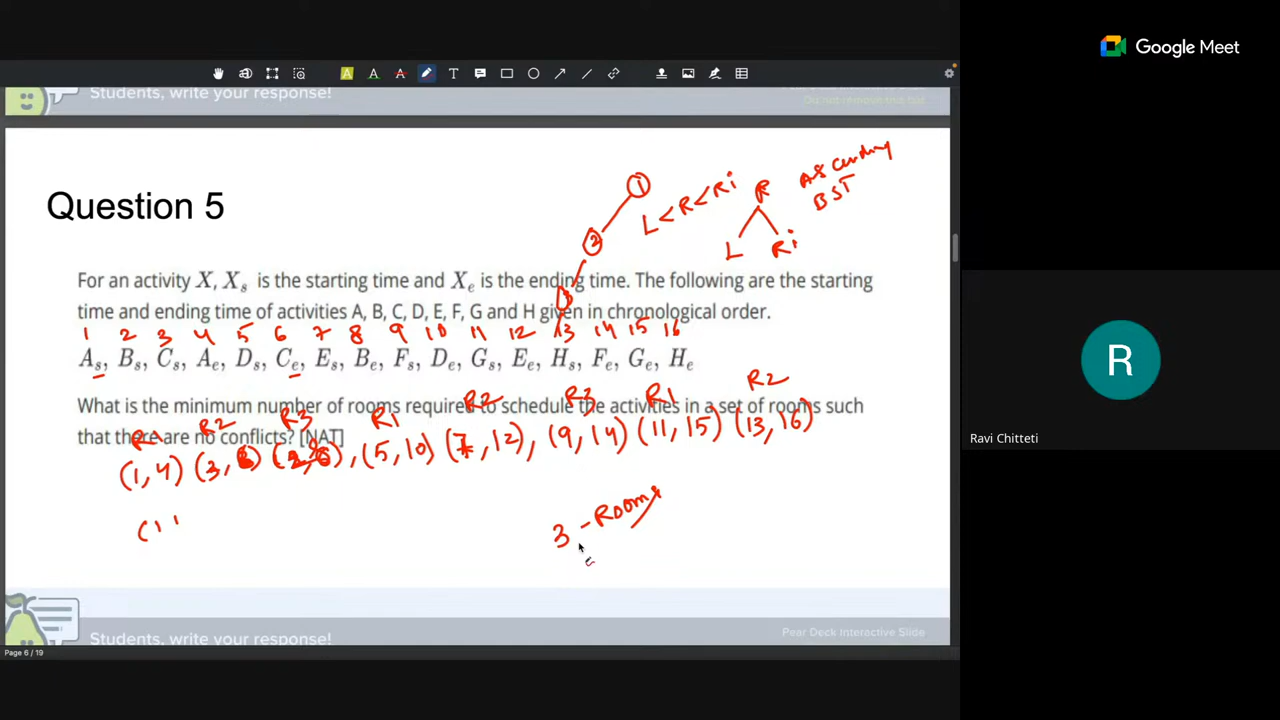 Google Meet
Students, write your response!
Question 5
1
2
3
L < R < Ri
R
L Ri
Ascending
BST
For an activity X, Xs is the starting time and Xe is the ending time. The following are the starting
time and ending time of activities A, B, C, D, E, F, G and H given in chronological order.
1 2 3 4 5 6 7 8 9 10 11 12 13 14 15 16
As, Bs, Cs, Ae, Ds, Ce, Es, Be, Fs, De, Gs, Ee, Hs, Fe, Ge, He
What is the minimum number of rooms required to schedule the activities in a set of rooms such
that there are no conflicts? [NAT]
R1 R2 R3 R1 R2 R3 R1 R2
(1, 4) (3, 6) (2, 8), (5, 10) (7, 12), (9, 14) (11, 15) (13, 16)
3 - Rooms
Students, write your response!
Pear Deck Interactive Slide
Page 6 / 19
R
Ravi Chitteti